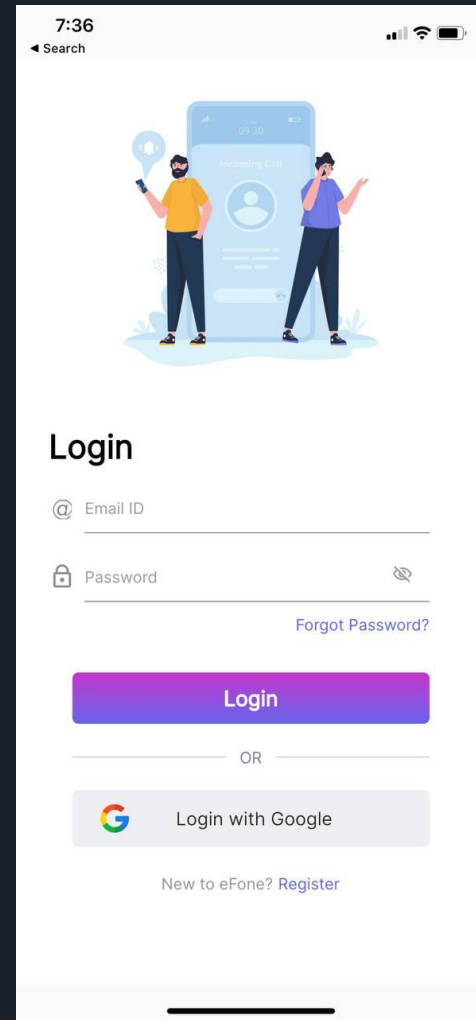 7:36
◀ Search
09:30
Incoming Call
Login
@ Email ID
Password
Forgot Password?
Login
OR
Login with Google
New to eFone? Register